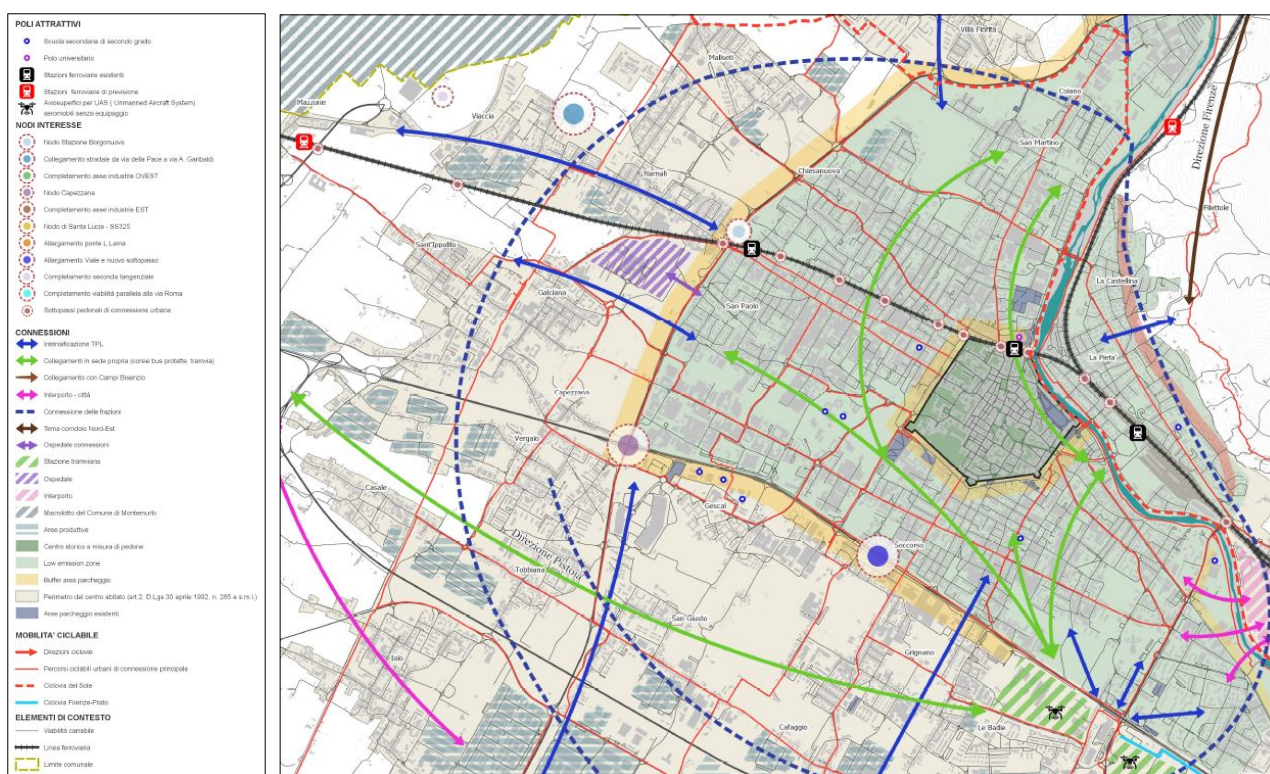 POLI ATTRATTIVI
Scuola secondaria di secondo grado
Polo universitario
Stazioni ferroviarie esistenti
Stazioni ferroviarie di previsione
Aviosuperfici per UAS ( Unmanned Aircraft System)
aeromobili senza equipaggio
NODI INTERESSE
Nodo Stazione Borgonuovo
Collegamento stradale da via della Pace a via A. Garibaldi
Completamento asse industrie OVEST
Nodo Capezzana
Completamento asse industrie EST
Nodo di Santa Lucia - SS325
Allargamento ponte L.Lama
Allargamento Viale e nuovo sottopasso
Completamento seconda tangenziale
Completamento viabilità parallela alla via Roma
Sottopassi pedonali di connessione urbana
CONNESSIONI
Intensificazione TPL
Collegamenti in sede propria (corsie bus protette, tramvia)
Collegamento con Campi Bisenzio
Interporto - città
Connessione delle frazioni
Tema corridoio Nord-Est
Ospedale connessioni
Stazione tramviaria
Ospedale
Interporto
Macrolotto del Comune di Montemurlo
Aree produttive
Centro storico a misura di pedone
Low emission zone
Buffer area parcheggio
Perimetro del centro abitato (art.2. D.Lgs 30 aprile 1992, n. 285 e s.m.i.)
Aree parcheggio esistenti
MOBILITA' CICLABILE
Direzioni ciclovie
Percorsi ciclabili urbani di connessione principale
Ciclovia del Sole
Ciclovia Firenze-Prato
ELEMENTI DI CONTESTO
Viabilità carrabile
Linea ferroviaria
Limite comunale
Villa Fiorita
Maliseti
Mazzone
Viaccia
Coiano
San Martino
Direzione Firenze
Narnali
Chiesanuova
Filettole
Sant'Ippolito
Galciana
San Paolo
La Castellina
La Pietà
Capezzana
Vergaio
Casale
Gescal
Soccorso
Direzione Pistoia
Tobbiana
San Giusto
Grignano
Iolo
Cafaggio
Le Badie